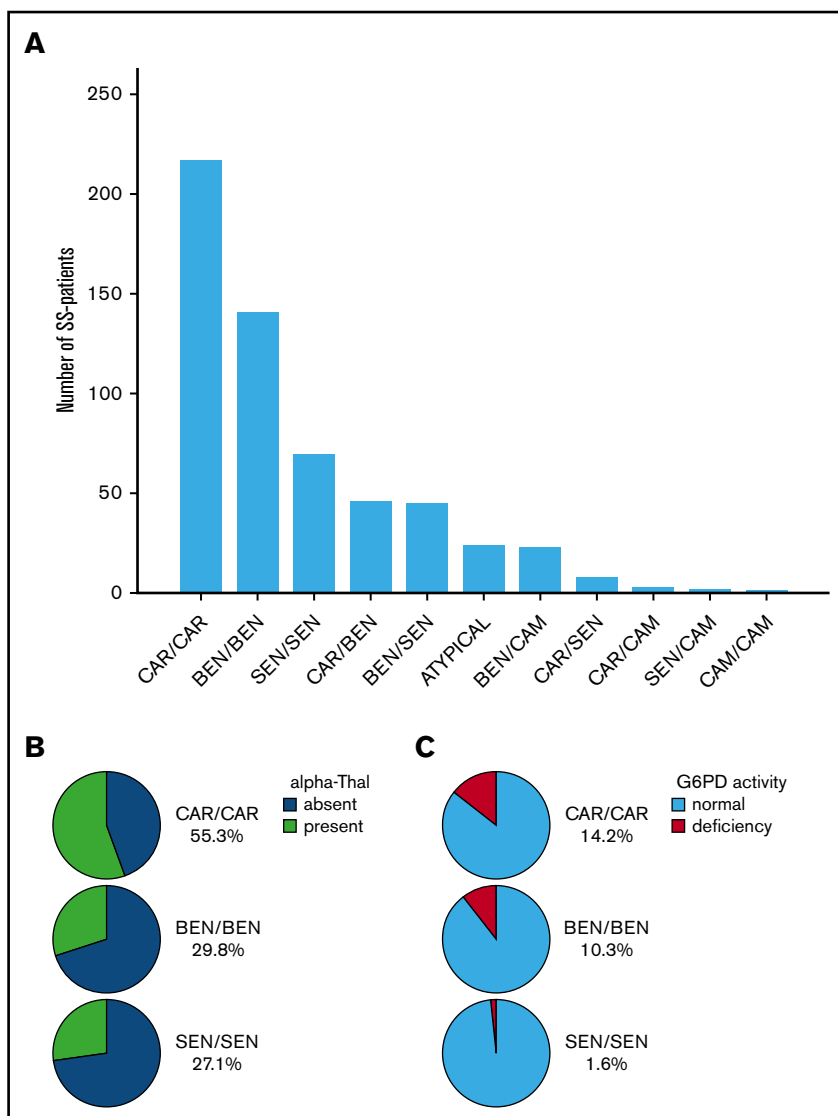 A
Number of SS-patients
250
200
150
100
50
0
CAR/CAR
BEN/BEN
SEN/SEN
CAR/BEN
BEN/SEN
ATYPICAL
BEN/CAM
CAR/SEN
CAR/CAM
SEN/CAM
CAM/CAM
B
alpha-Thal
absent
present
CAR/CAR
55.3%
BEN/BEN
29.8%
SEN/SEN
27.1%
C
G6PD activity
normal
deficiency
CAR/CAR
14.2%
BEN/BEN
10.3%
SEN/SEN
1.6%